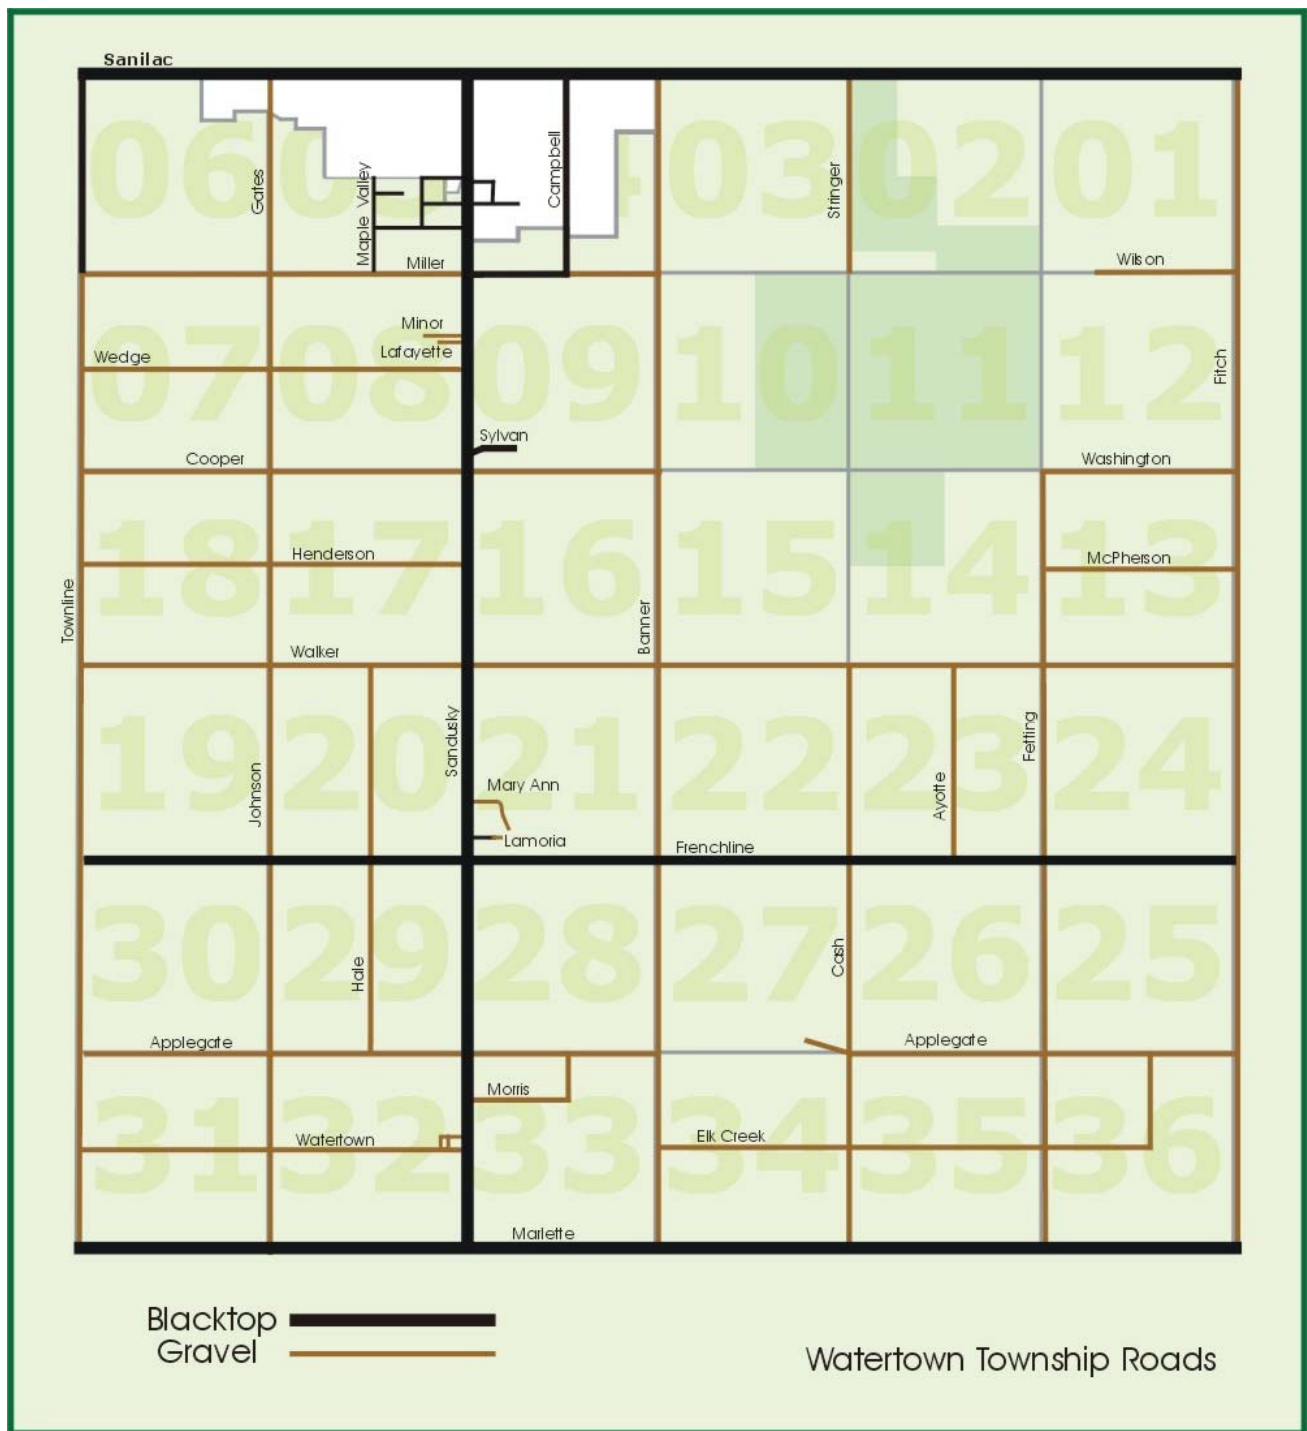 Sanilac
06
05
04
03
02
01
Gates
Maple Valley
Campbell
Stringer
Miller
Wilson
Minor
Lafayette
Wedge
07
08
09
10
11
12
Fitch
Sylvan
Cooper
Washington
Henderson
McPherson
18
17
16
15
14
13
Townline
Banner
Walker
19
20
21
22
23
24
Johnson
Sandusky
Mary Ann
Lamoria
Frenchline
Ayotte
Fetting
30
29
28
27
26
25
Hale
Cash
Applegate
Applegate
Morris
Watertown
Elk Creek
31
32
33
34
35
36
Marlette
Blacktop
Gravel
Watertown Township Roads